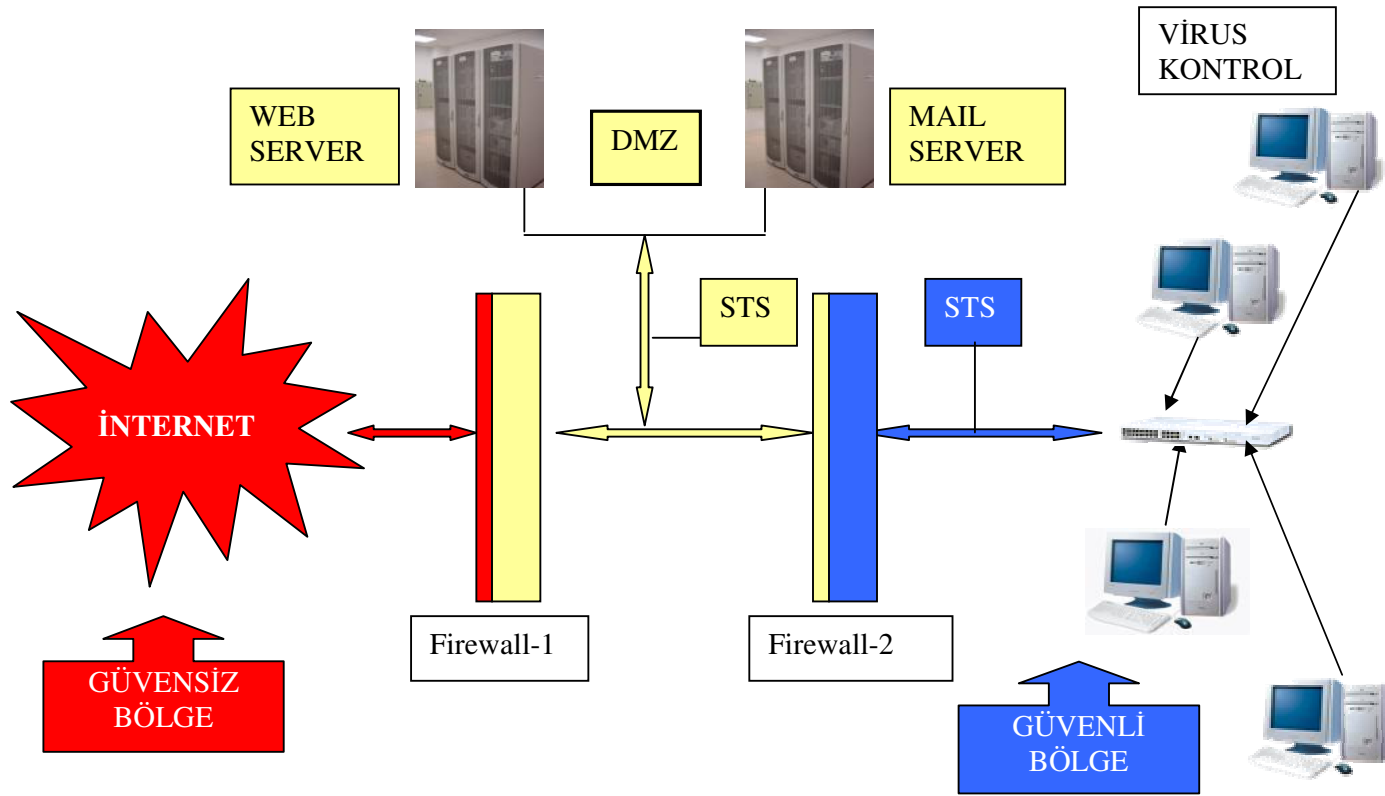 VİRUS
KONTROL
WEB
SERVER
DMZ
MAIL
SERVER
STS
STS
İNTERNET
Firewall-1
Firewall-2
GÜVENSİZ
BÖLGE
GÜVENLİ
BÖLGE